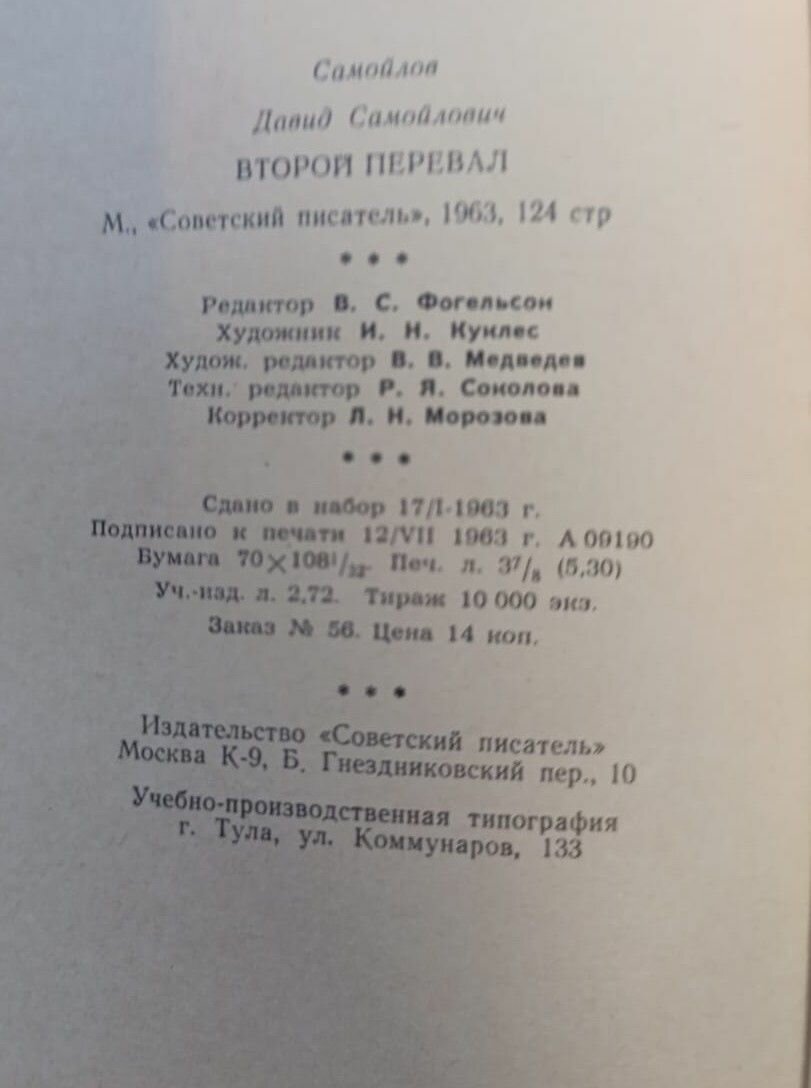 Самойлов
Давид Самойлович
ВТОРОЙ ПЕРЕВАЛ
М., «Советский писатель», 1963, 124 стр
* * *
Редактор В. С. Фогельсон
Художник И. Н. Куклес
Худож. редактор В. В. Медведев
Техн. редактор Р. Я. Соколова
Корректор Л. Н. Морозова
* * *
Сдано в набор 17/I-1963 г.
Подписано к печати 12/VII 1963 г. А 09190
Бумага 70×108¹/₃₂. Печ. л. 3⁷/₈ (5,30)
Уч.-изд. л. 2,72. Тираж 10 000 экз.
Заказ № 56. Цена 14 коп.
* * *
Издательство «Советский писатель»
Москва К-9, Б. Гнездниковский пер., 10
Учебно-производственная типография
г. Тула, ул. Коммунаров, 133